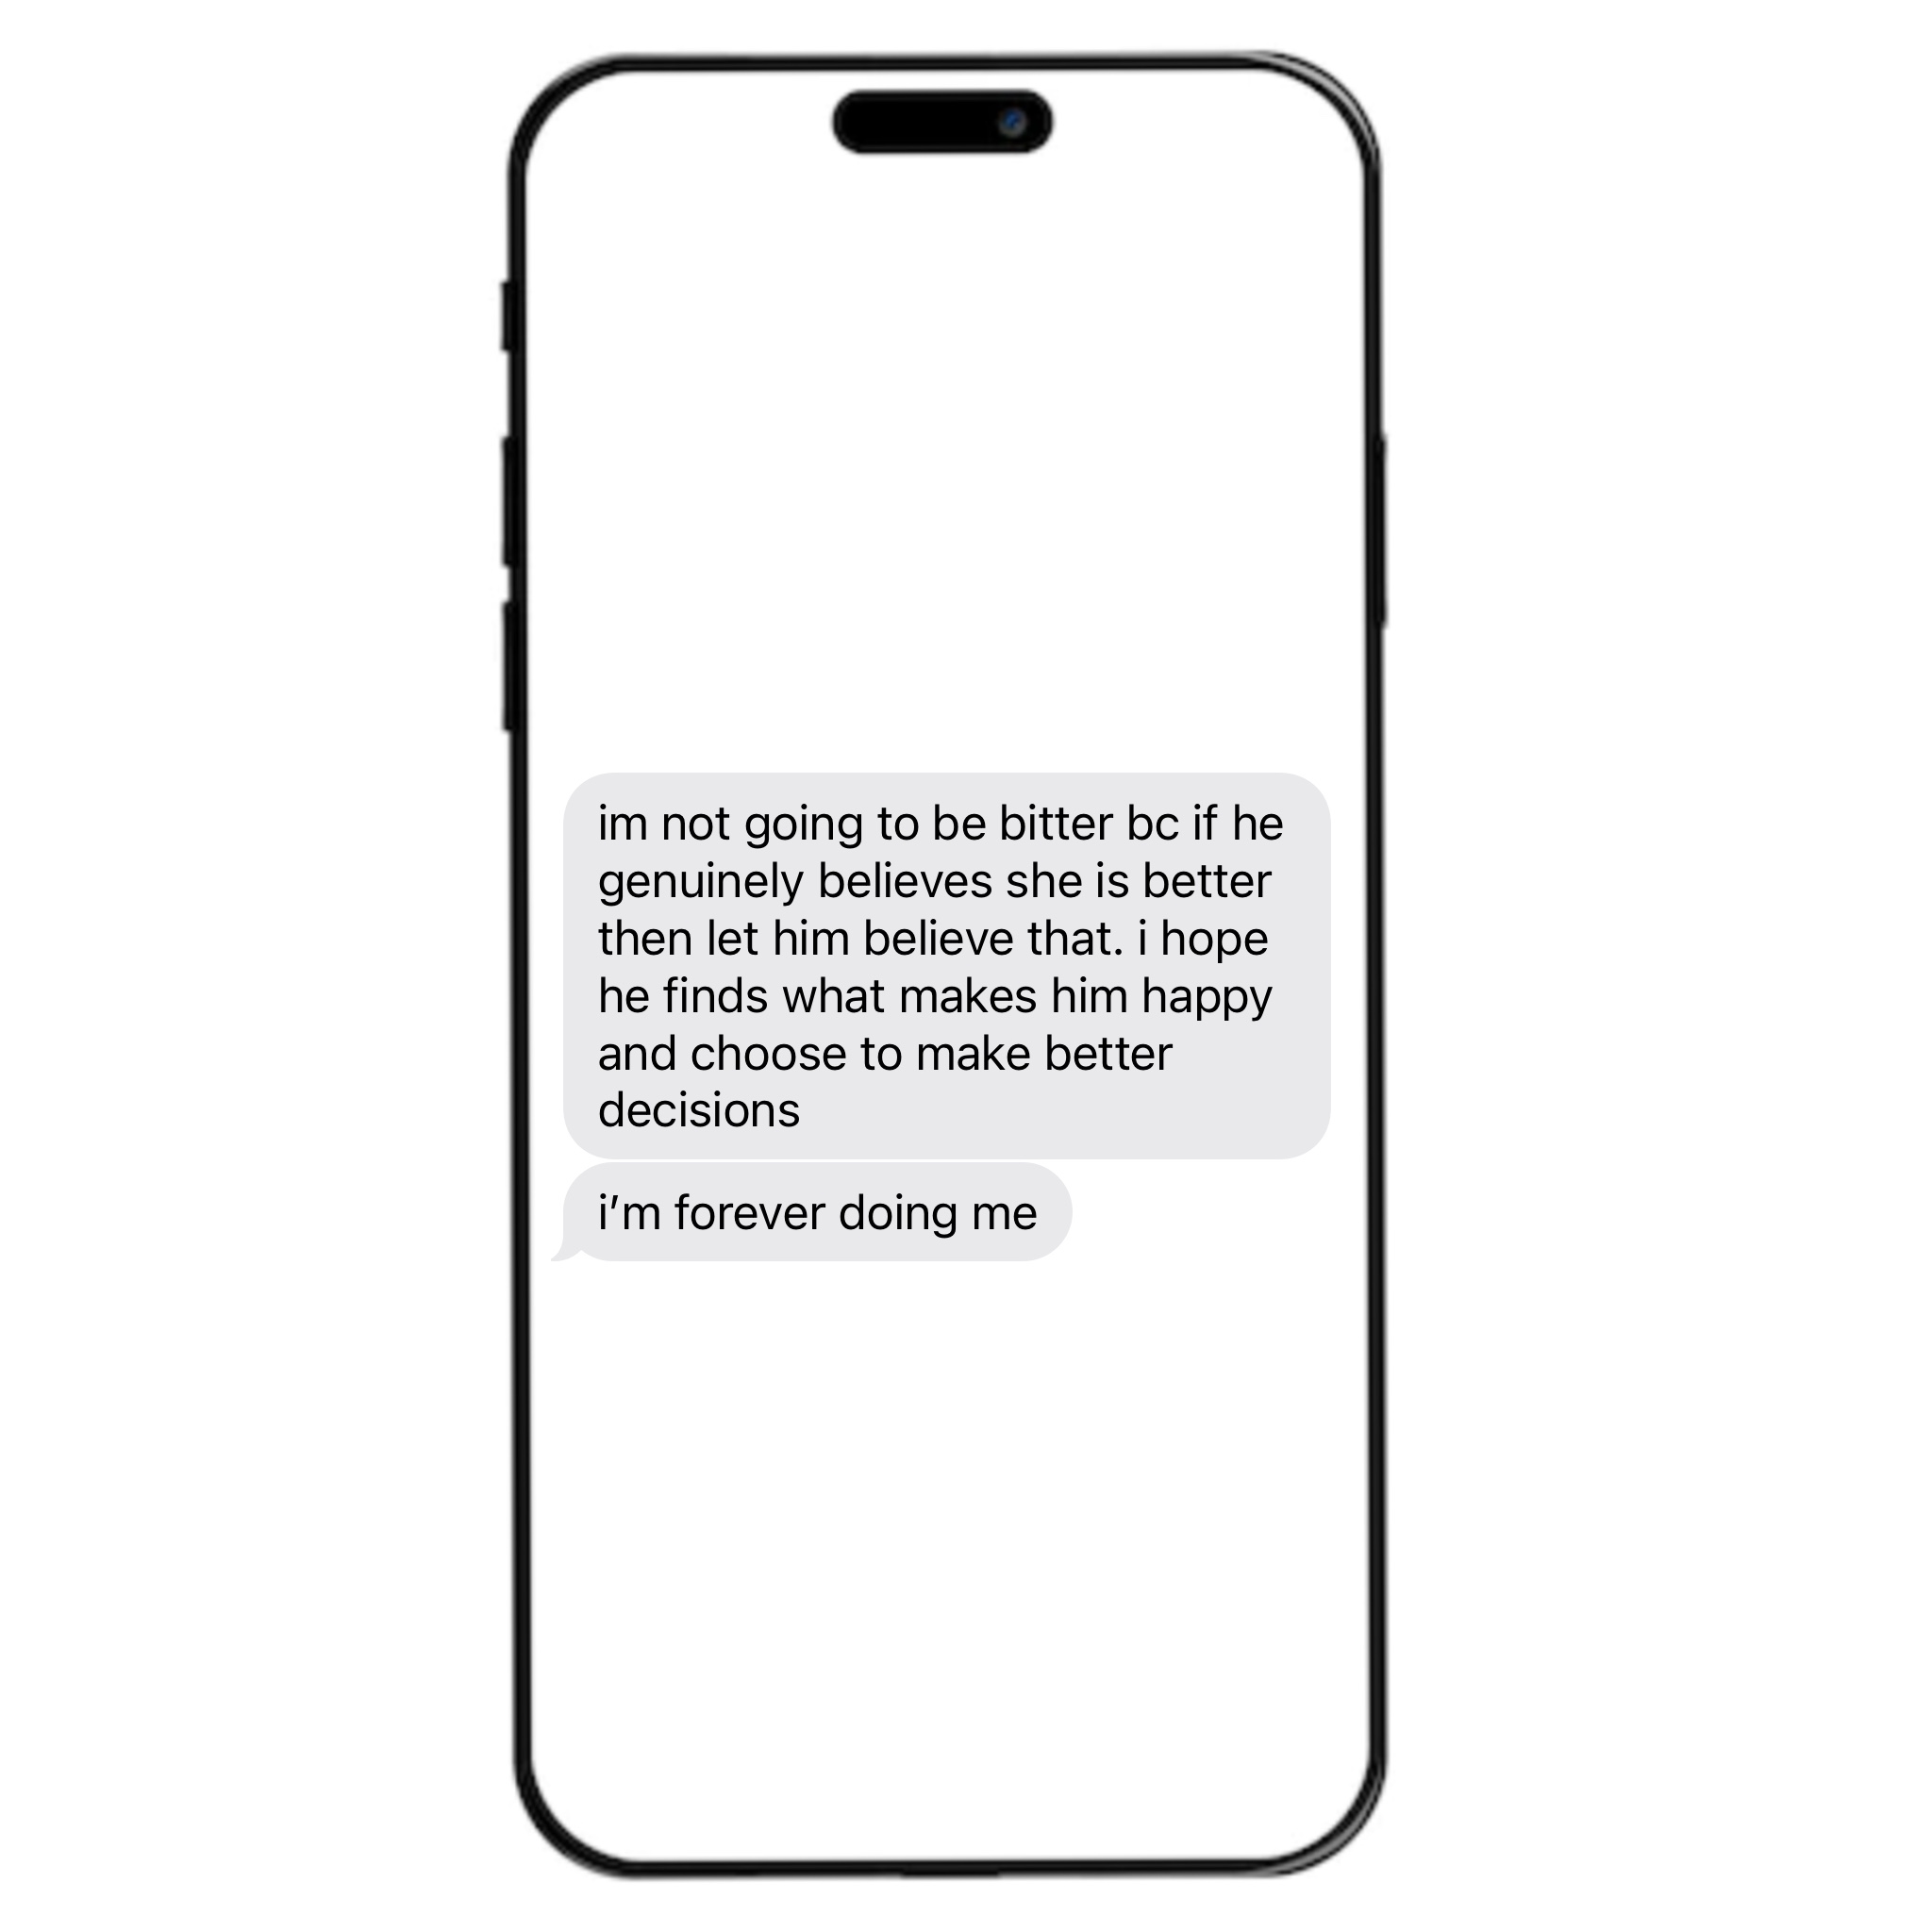 im not going to be bitter bc if he
genuinely believes she is better
then let him believe that. i hope
he finds what makes him happy
and choose to make better
decisions
i’m forever doing me